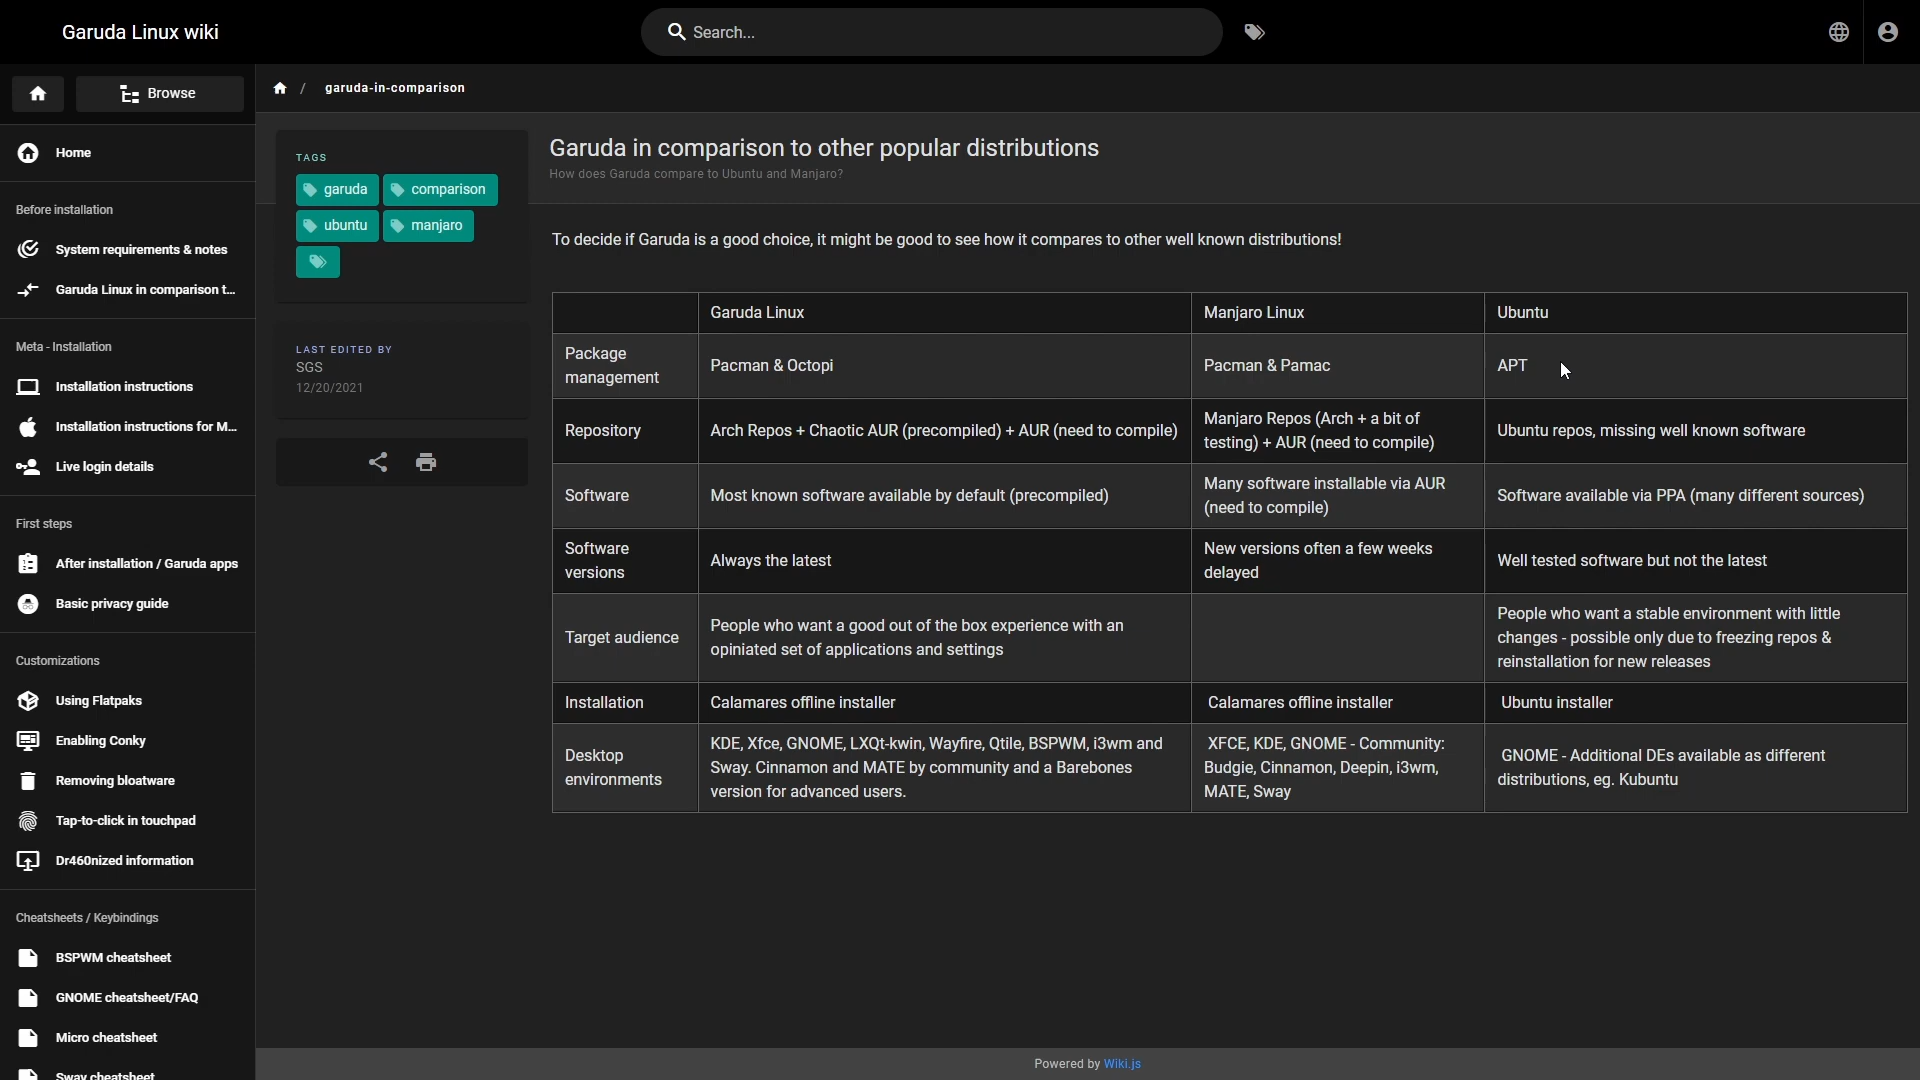 Garuda Linux wiki
Search...
Browse
garuda-in-comparison
Home
Before installation
System requirements & notes
Garuda Linux in comparison t...
Meta - Installation
Installation instructions
Installation instructions for M...
Live login details
First steps
After installation / Garuda apps
Basic privacy guide
Customizations
Using Flatpaks
Enabling Conky
Removing bloatware
Tap-to-click in touchpad
Dr460nized information
Cheatsheets / Keybindings
BSPWM cheatsheet
GNOME cheatsheet/FAQ
Micro cheatsheet
Sway cheatsheet
TAGS
garuda
comparison
ubuntu
manjaro
LAST EDITED BY
SGS
12/20/2021
Garuda in comparison to other popular distributions
How does Garuda compare to Ubuntu and Manjaro?
To decide if Garuda is a good choice, it might be good to see how it compares to other well known distributions!
Garuda Linux
Manjaro Linux
Ubuntu
Package
management
Pacman & Octopi
Pacman & Pamac
APT
Repository
Arch Repos + Chaotic AUR (precompiled) + AUR (need to compile)
Manjaro Repos (Arch + a bit of
testing) + AUR (need to compile)
Ubuntu repos, missing well known software
Software
Most known software available by default (precompiled)
Many software installable via AUR
(need to compile)
Software available via PPA (many different sources)
Software
versions
Always the latest
New versions often a few weeks
delayed
Well tested software but not the latest
Target audience
People who want a good out of the box experience with an
opiniated set of applications and settings
People who want a stable environment with little
changes - possible only due to freezing repos &
reinstallation for new releases
Installation
Calamares offline installer
Calamares offline installer
Ubuntu installer
Desktop
environments
KDE, Xfce, GNOME, LXQt-kwin, Wayfire, Qtile, BSPWM, i3wm and
Sway. Cinnamon and MATE by community and a Barebones
version for advanced users.
XFCE, KDE, GNOME - Community:
Budgie, Cinnamon, Deepin, i3wm,
MATE, Sway
GNOME - Additional DEs available as different
distributions, eg. Kubuntu
Powered by Wiki.js